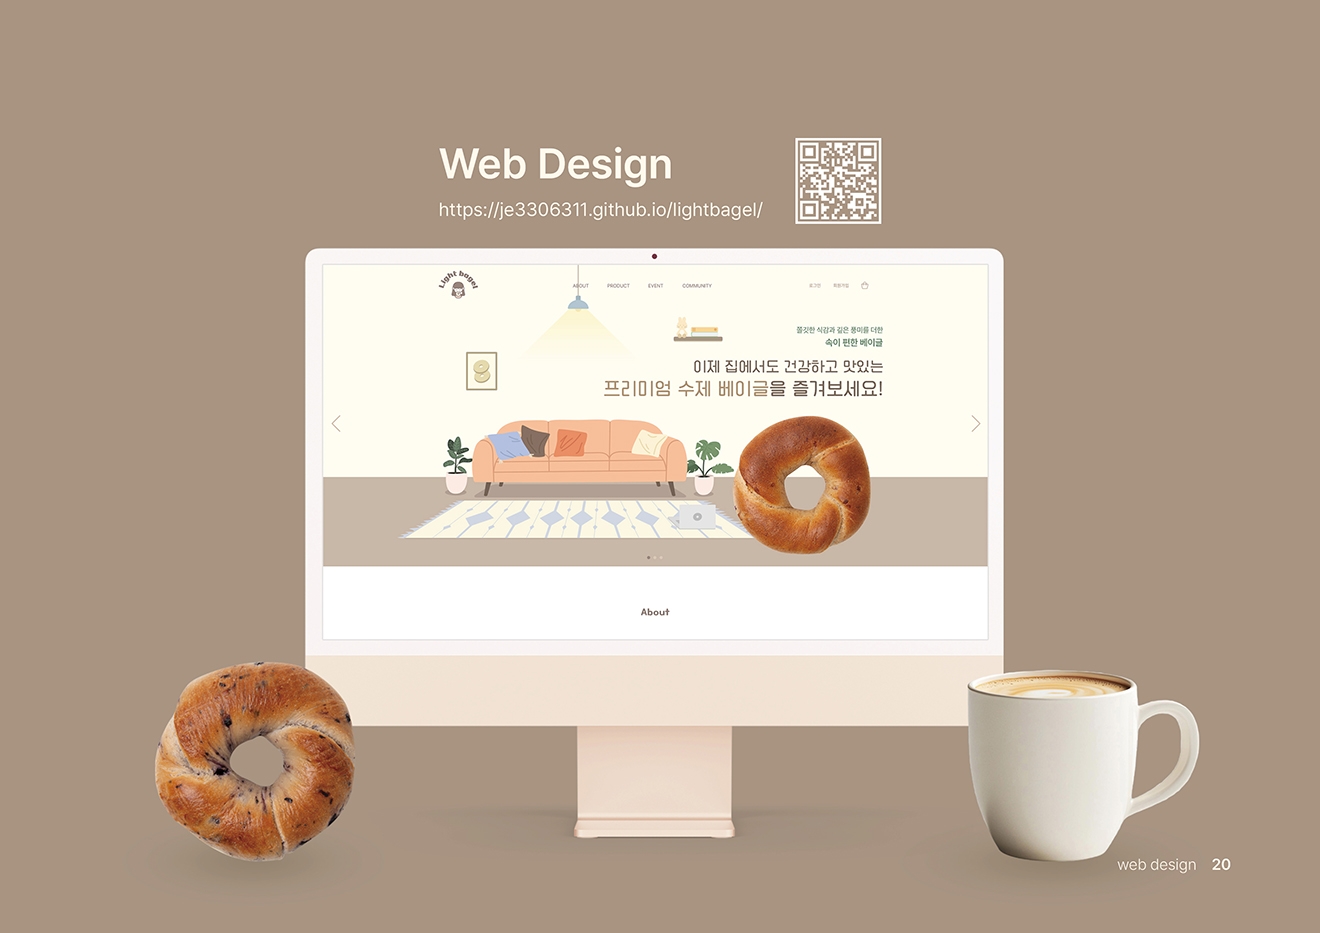 Web Design
https://je3306311.github.io/lightbagel/
Light bagel
ABOUT PRODUCT EVENT COMMUNITY 로그인 회원가입
쫄깃한 식감과 깊은 풍미를 더한
속이 편한 베이글
이제 집에서도 건강하고 맛있는
프리미엄 수제 베이글을 즐겨보세요!
About
web design 20